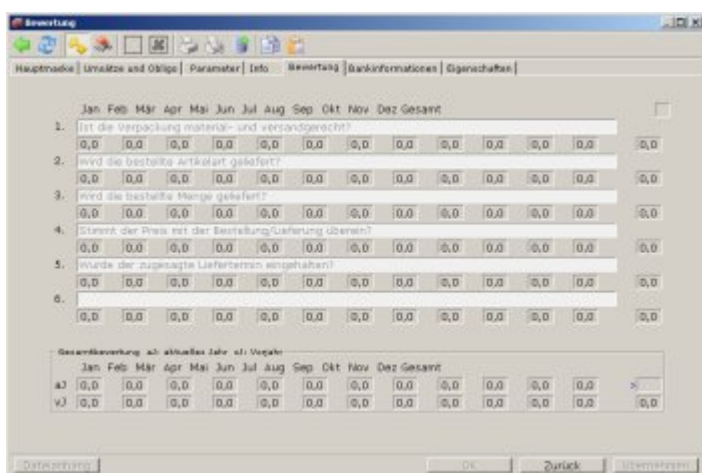 Bewertung
Hauptmaske Umsätze und Obligo Parameter Info Bewertung Bankinformationen Eigenschaften
Jan Feb Mär Apr Mai Jun Jul Aug Sep Okt Nov Dez Gesamt
1. Ist die Verpackung material- und versandgerecht?
0,0 0,0 0,0 0,0 0,0 0,0 0,0 0,0 0,0 0,0 0,0 0,0 0,0
2. Wird die bestellte Artikelart geliefert?
0,0 0,0 0,0 0,0 0,0 0,0 0,0 0,0 0,0 0,0 0,0 0,0 0,0
3. Wird die bestellte Menge geliefert?
0,0 0,0 0,0 0,0 0,0 0,0 0,0 0,0 0,0 0,0 0,0 0,0 0,0
4. Stimmt der Preis mit der Bestellung/Lieferung überein?
0,0 0,0 0,0 0,0 0,0 0,0 0,0 0,0 0,0 0,0 0,0 0,0 0,0
5. Wurde der zugesagte Liefertermin eingehalten?
0,0 0,0 0,0 0,0 0,0 0,0 0,0 0,0 0,0 0,0 0,0 0,0 0,0
6.
0,0 0,0 0,0 0,0 0,0 0,0 0,0 0,0 0,0 0,0 0,0 0,0 0,0
Gesamtbewertung aJ: aktuelles Jahr vJ: Vorjahr
Jan Feb Mär Apr Mai Jun Jul Aug Sep Okt Nov Dez Gesamt
aJ 0,0 0,0 0,0 0,0 0,0 0,0 0,0 0,0 0,0 0,0 0,0 0,0 >
vJ 0,0 0,0 0,0 0,0 0,0 0,0 0,0 0,0 0,0 0,0 0,0 0,0 0,0
Dateianhang OK Zurück Übernehmen